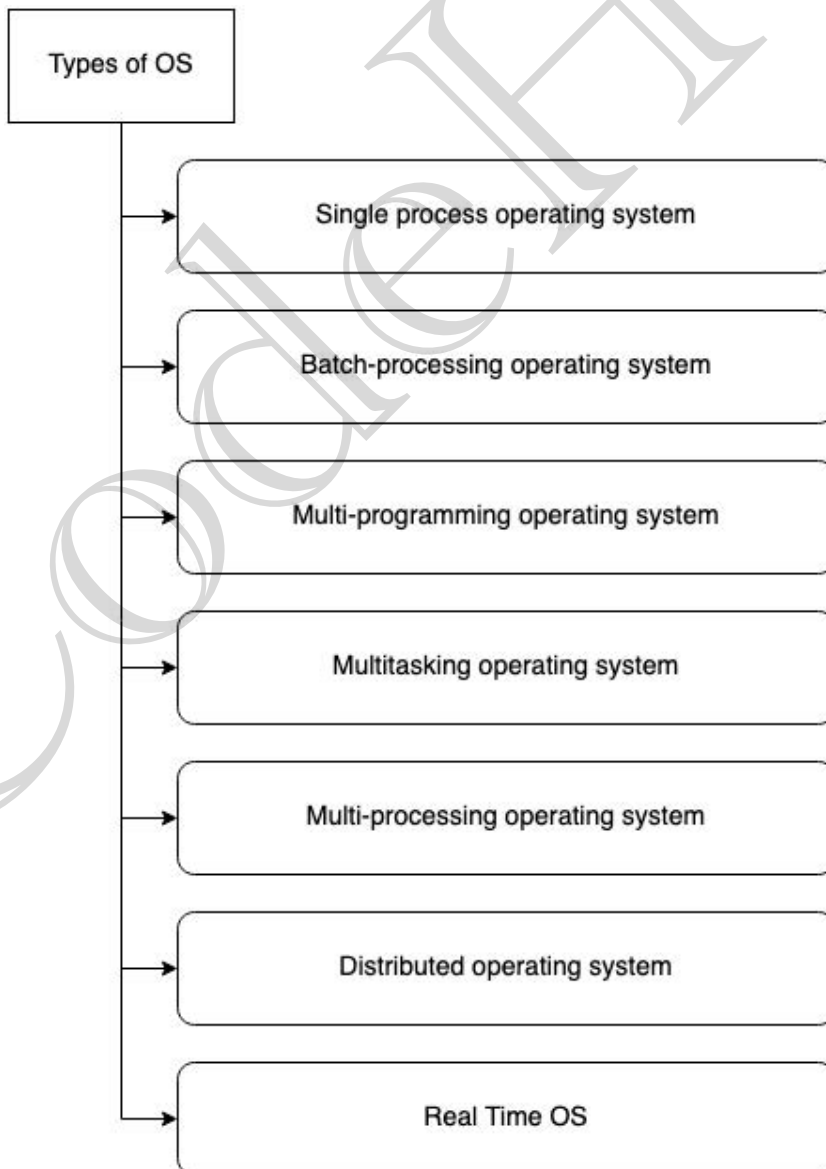 Types of OS
Single process operating system
Batch-processing operating system
Multi-programming operating system
Multitasking operating system
Multi-processing operating system
Distributed operating system
Real Time OS
CodeH